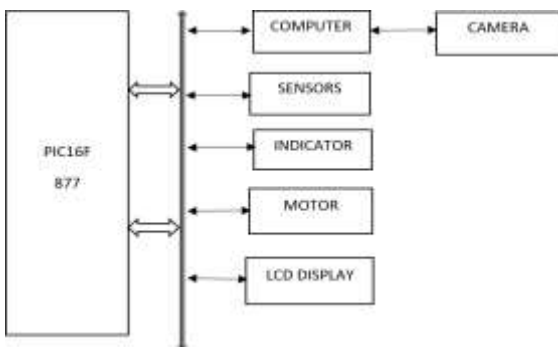 COMPUTER
CAMERA
SENSORS
PIC16F
877
INDICATOR
MOTOR
LCD DISPLAY